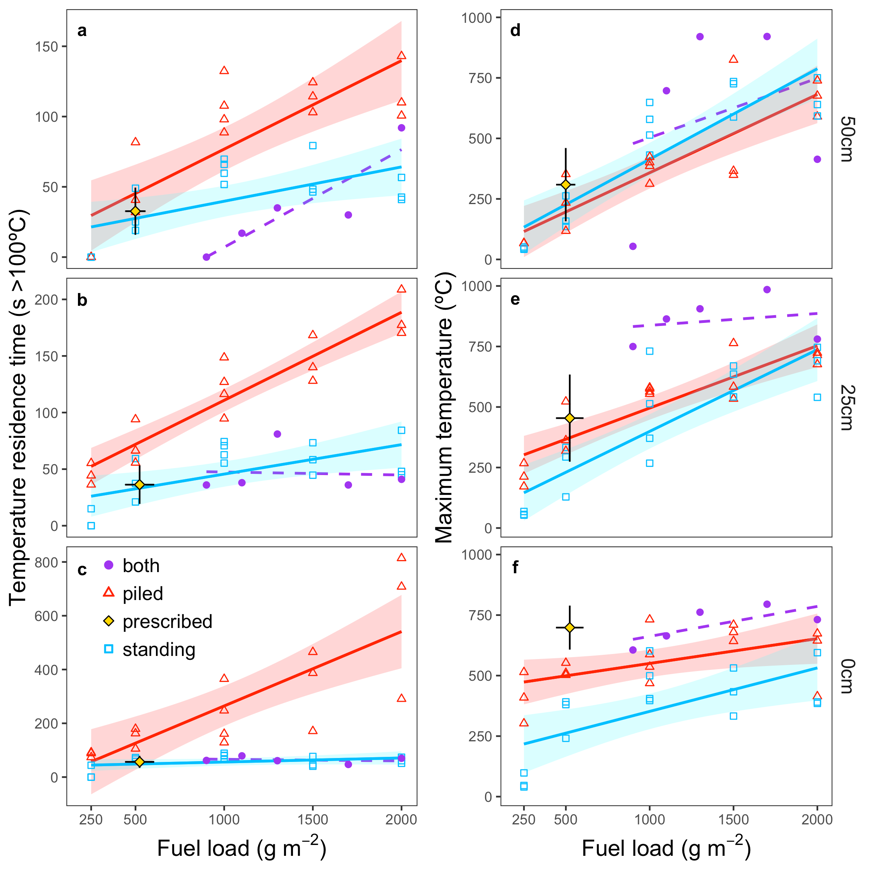 a
150
100
50
0
d
1000
750
500
250
0
50cm
b
200
150
100
50
0
e
1000
750
500
250
0
25cm
c
800
600
400
200
0
both
piled
prescribed
standing
f
1000
750
500
250
0
0cm
Temperature residence time (s >100ºC)
Maximum temperature (ºC)
250 500 1000 1500 2000
250 500 1000 1500 2000
Fuel load (g m⁻²)
Fuel load (g m⁻²)